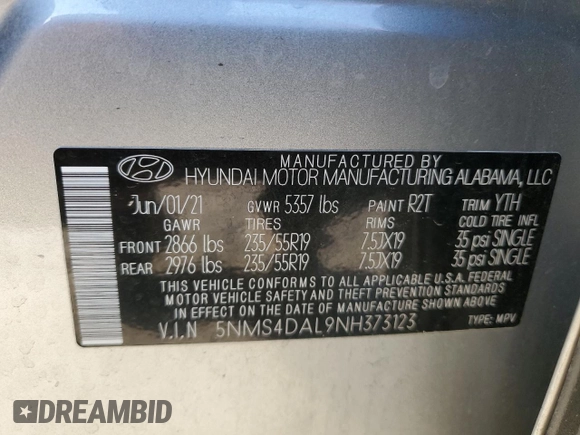 MANUFACTURED BY
HYUNDAI MOTOR MANUFACTURING ALABAMA, LLC
Jun/01/21 GVWR 5357 lbs PAINT R2T TRIM YTH
GAWR TIRES RIMS COLD TIRE INFL
FRONT 2866 lbs 235/55R19 7.5JX19 35 psi SINGLE
REAR 2976 lbs 235/55R19 7.5JX19 35 psi SINGLE
THIS VEHICLE CONFORMS TO ALL APPLICABLE U.S.A. FEDERAL
MOTOR VEHICLE SAFETY, BUMPER, AND
THEFT PREVENTION STANDARDS
IN EFFECT ON THE DATE OF MANUFACTURE SHOWN ABOVE.
V.I.N 5NMS4DAL9NH373123 TYPE: MPV
DREAMBID